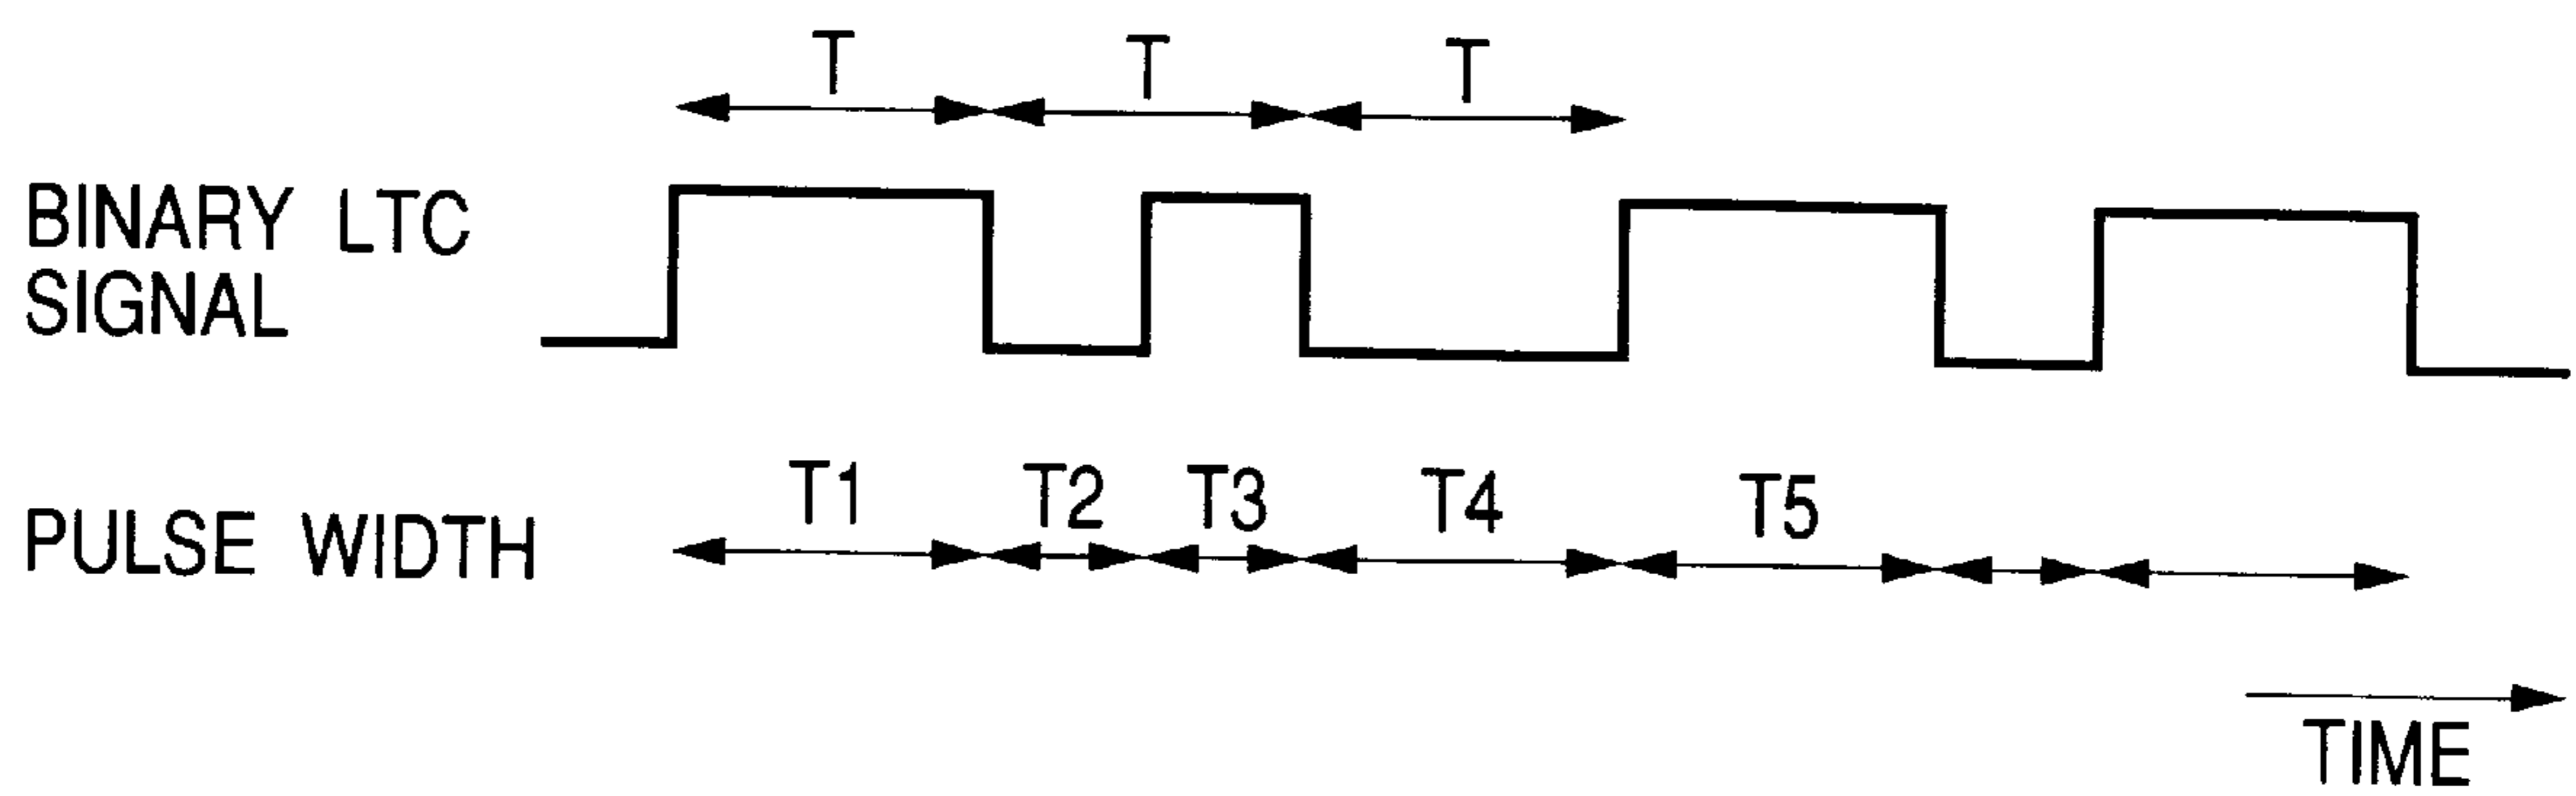 T T T
BINARY LTC
SIGNAL
T1 T2 T3 T4 T5
PULSE WIDTH
TIME